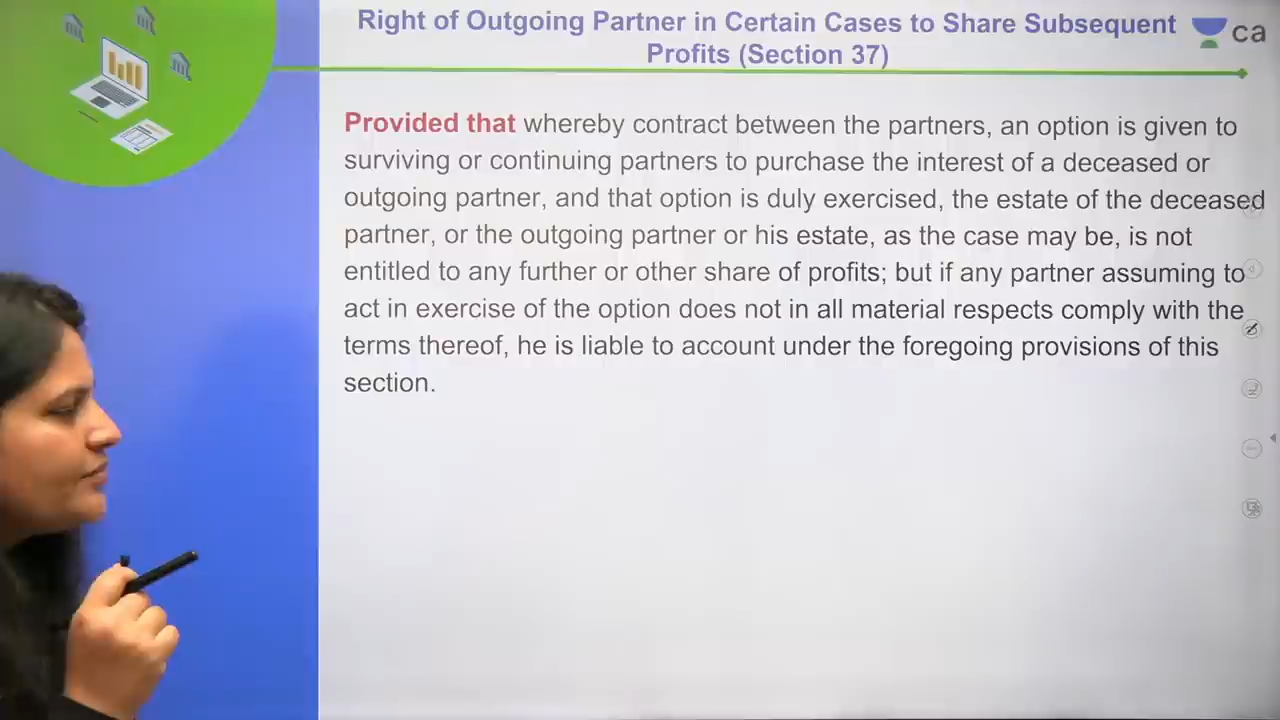 Right of Outgoing Partner in Certain Cases to Share Subsequent
Profits (Section 37)
ca
Provided that whereby contract between the partners, an option is given to
surviving or continuing partners to purchase the interest of a deceased or
outgoing partner, and that option is duly exercised, the estate of the deceased
partner, or the outgoing partner or his estate, as the case may be, is not
entitled to any further or other share of profits; but if any partner assuming to
act in exercise of the option does not in all material respects comply with the
terms thereof, he is liable to account under the foregoing provisions of this
section.